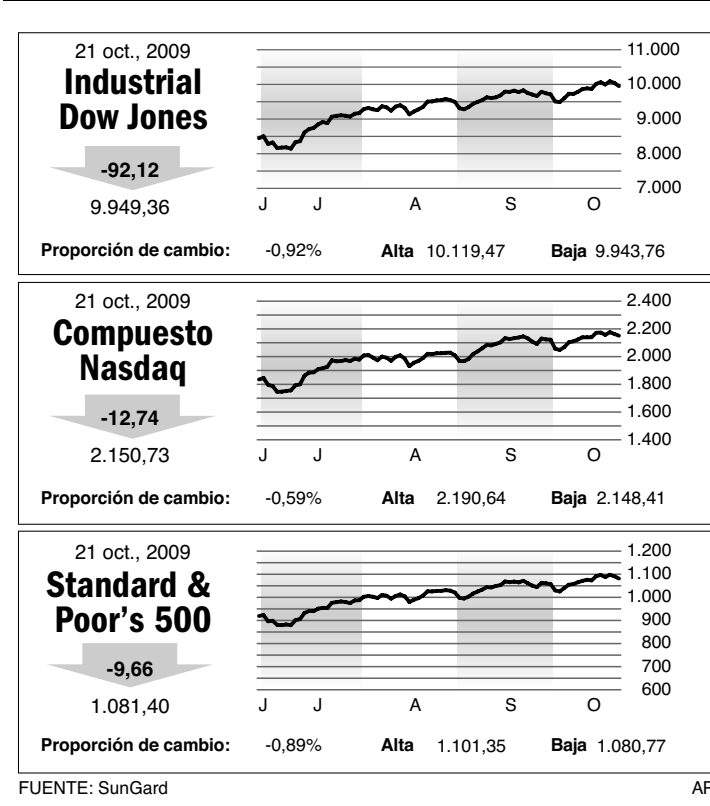 21 oct., 2009
Industrial
Dow Jones
-92,12
9.949,36
11.000
10.000
9.000
8.000
7.000
J J A S O
Proporción de cambio: -0,92% Alta 10.119,47 Baja 9.943,76
21 oct., 2009
Compuesto
Nasdaq
-12,74
2.150,73
2.400
2.200
2.000
1.800
1.600
1.400
J J A S O
Proporción de cambio: -0,59% Alta 2.190,64 Baja 2.148,41
21 oct., 2009
Standard &
Poor's 500
-9,66
1.081,40
1.200
1.100
1.000
900
800
700
600
J J A S O
Proporción de cambio: -0,89% Alta 1.101,35 Baja 1.080,77
FUENTE: SunGard AP